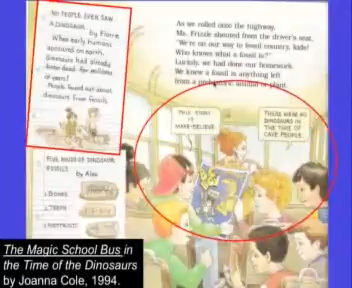 NO PEOPLE EVER SAW
A DINOSAUR
by Florrie
When early humans
appeared on earth,
dinosaurs had already
been dead for millions
of years!
People found out about
dinosaurs from fossils.
FIVE KINDS OF DINOSAUR
FOSSILS
by Alex
1. BONES
2. TEETH
3.
As we rolled onto the highway,
Ms. Frizzle shouted from the driver's seat,
"We're on our way to fossil country, kids!
Who knows what a fossil is?"
Luckily, we had done our homework.
We knew a fossil is anything left
from a prehistoric animal or plant.
THIS STORY
IS
MAKE-BELIEVE.
THERE WERE NO
DINOSAURS IN
THE TIME OF
CAVE PEOPLE.
The Magic School Bus in
the Time of the Dinosaurs
by Joanna Cole, 1994.